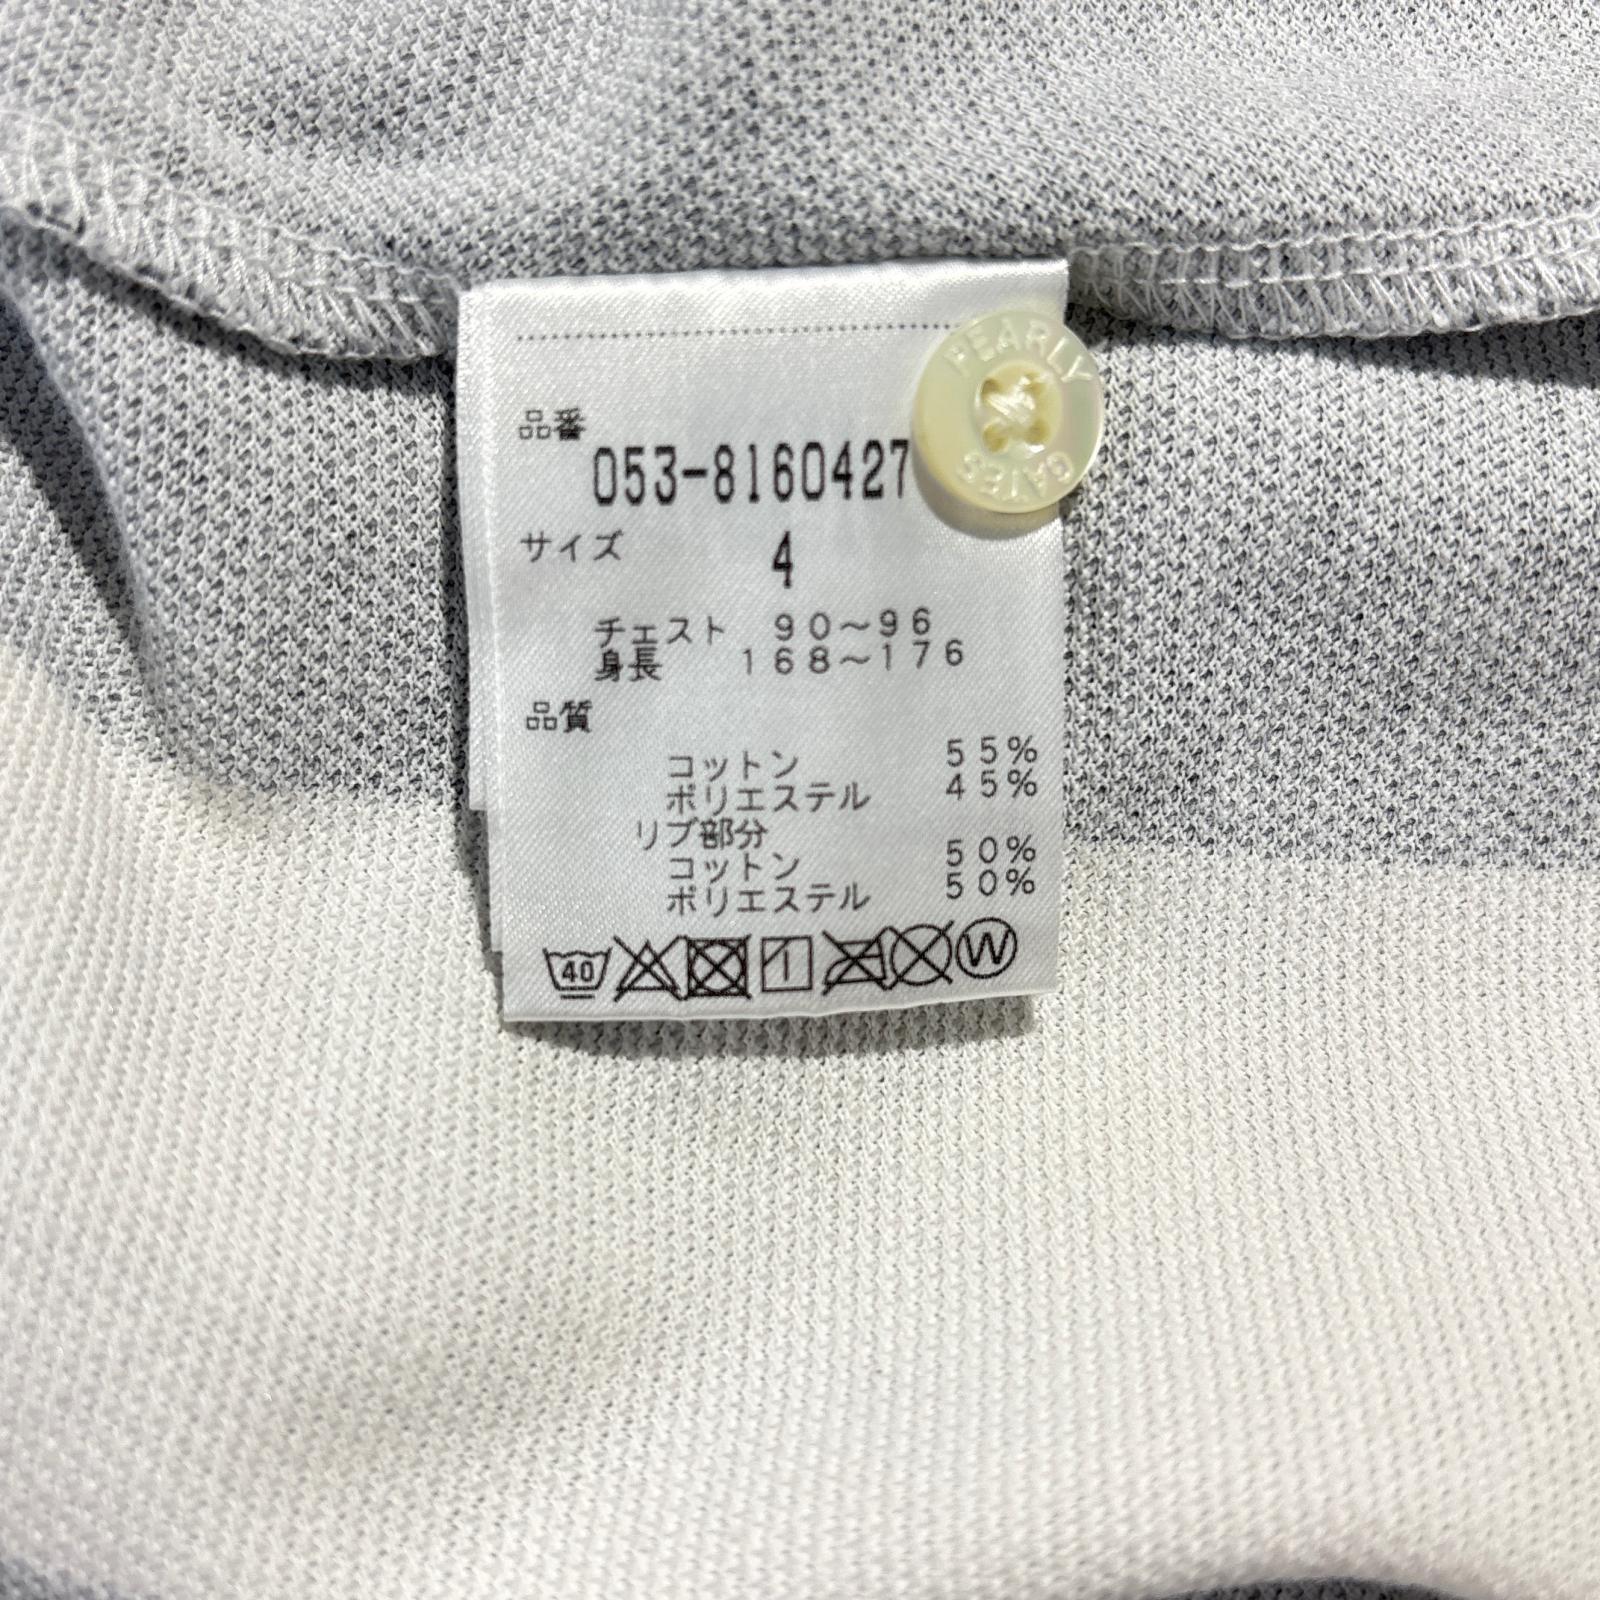 PEARLY
GATES
品番
053-8160427
サイズ 4
チェスト 90～96
身長 168～176
品質
コットン 55%
ポリエステル 45%
リブ部分
コットン 50%
ポリエステル 50%
40
W